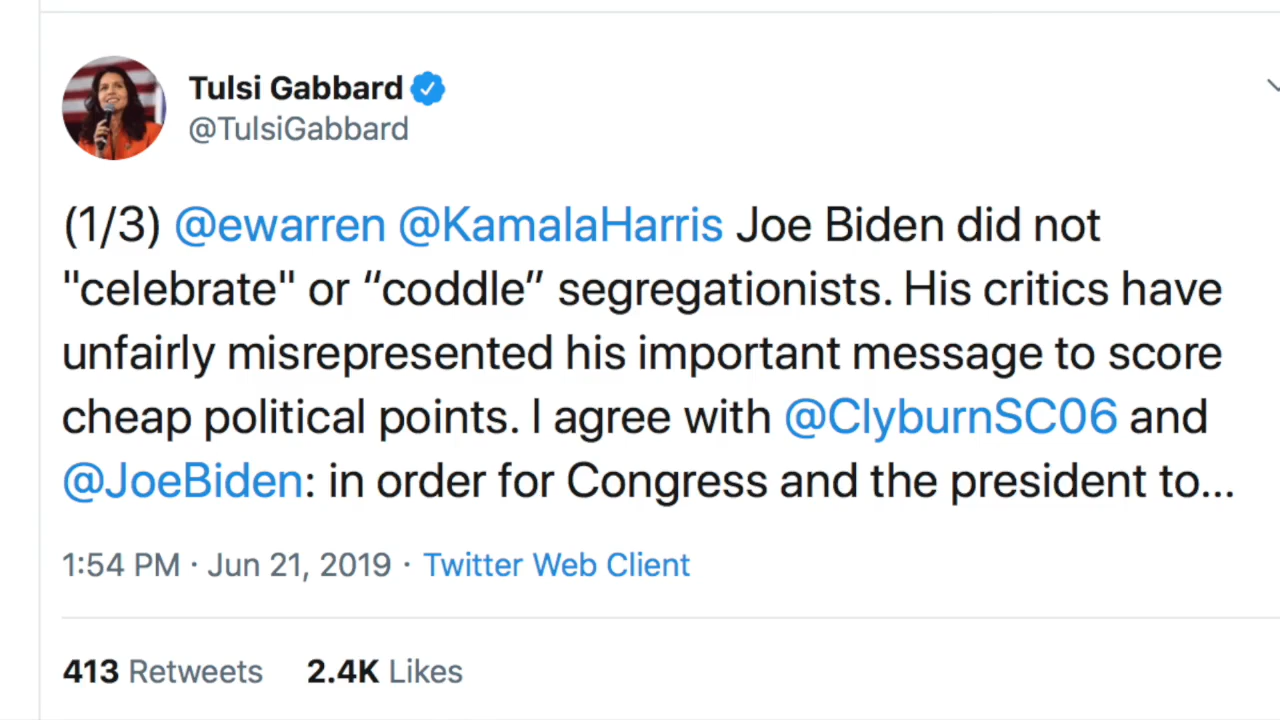 Tulsi Gabbard
@TulsiGabbard
(1/3) @ewarren @KamalaHarris Joe Biden did not
"celebrate" or “coddle” segregationists. His critics have
unfairly misrepresented his important message to score
cheap political points. I agree with @ClyburnSC06 and
@JoeBiden: in order for Congress and the president to...
1:54 PM · Jun 21, 2019 · Twitter Web Client
413 Retweets 2.4K Likes